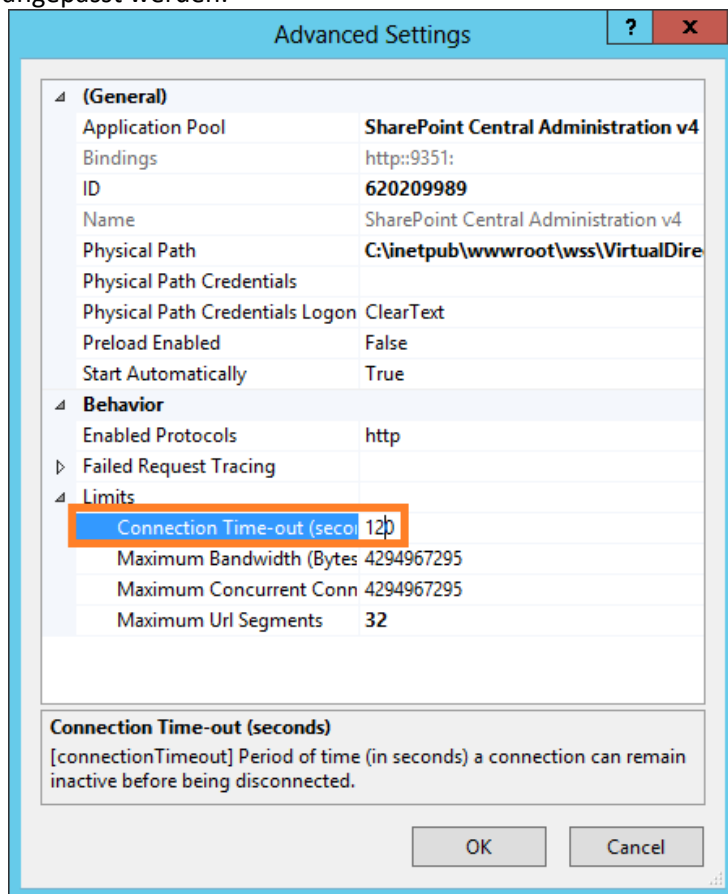 angepasst werden.
Advanced Settings ? x
(General)
Application Pool SharePoint Central Administration v4
Bindings http::9351:
ID 620209989
Name SharePoint Central Administration v4
Physical Path C:\inetpub\wwwroot\wss\VirtualDire
Physical Path Credentials
Physical Path Credentials Logon ClearText
Preload Enabled False
Start Automatically True
Behavior
Enabled Protocols http
Failed Request Tracing
Limits
Connection Time-out (secon 120
Maximum Bandwidth (Bytes 4294967295
Maximum Concurrent Conn 4294967295
Maximum Url Segments 32
Connection Time-out (seconds)
[connectionTimeout] Period of time (in seconds) a connection can remain
inactive before being disconnected.
OK Cancel